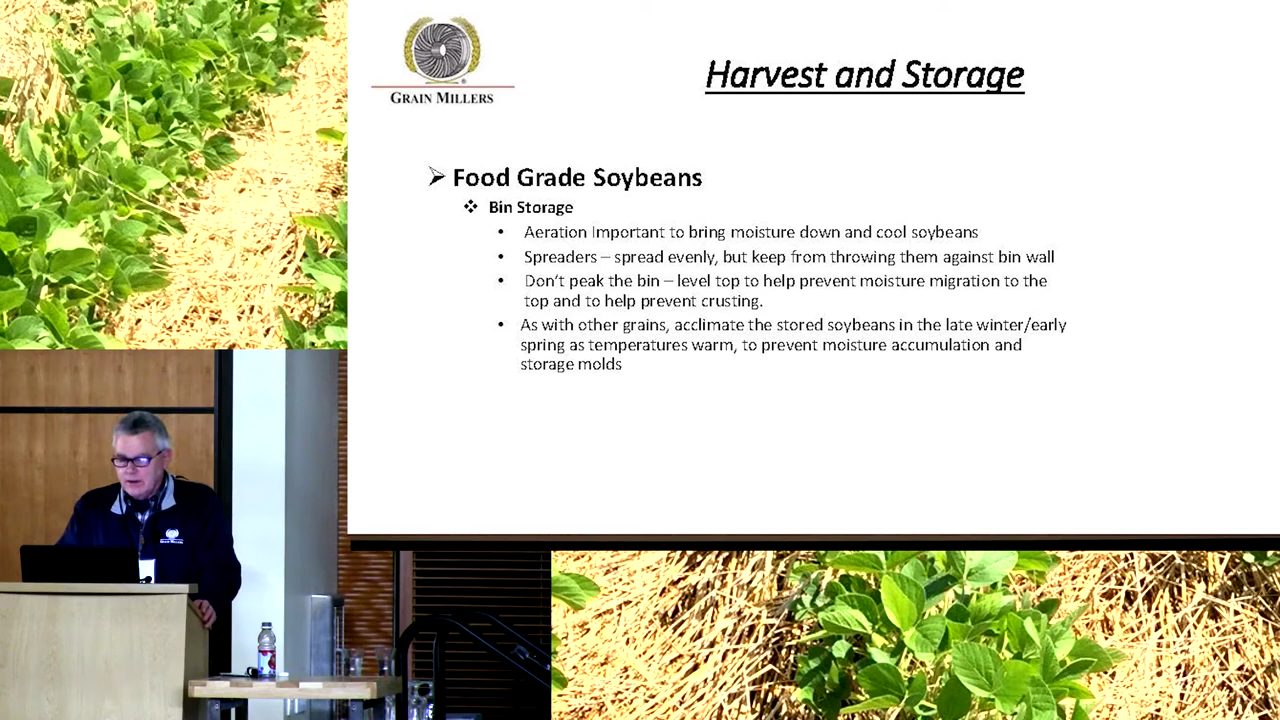 GRAIN MILLERS
Harvest and Storage
Food Grade Soybeans
Bin Storage
Aeration Important to bring moisture down and cool soybeans
Spreaders – spread evenly, but keep from throwing them against bin wall
Don't peak the bin – level top to help prevent moisture migration to the
top and to help prevent crusting.
As with other grains, acclimate the stored soybeans in the late winter/early
spring as temperatures warm, to prevent moisture accumulation and
storage molds
GRAIN MILLERS